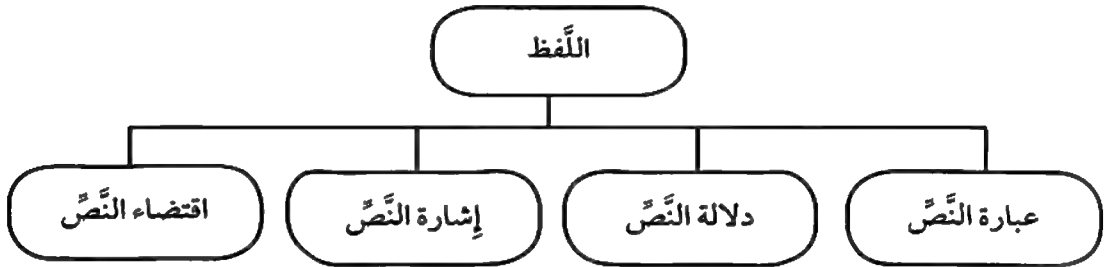 اللَّفظ
عبارة النَّصِّ
دلالة النَّصِّ
إِشارة النَّصِّ
اقتضاء النَّصِّ